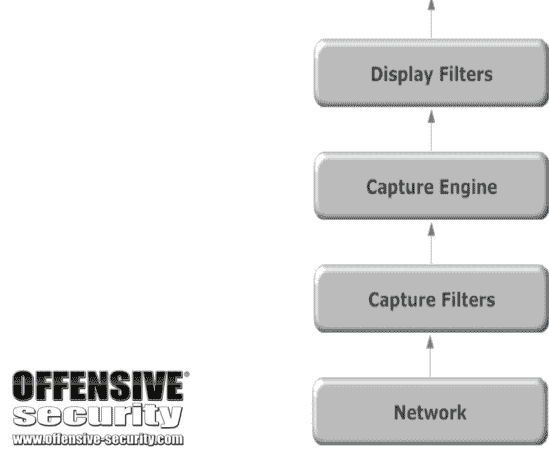 Display Filters
Capture Engine
Capture Filters
Network
OFFENSIVE®
security
www.offensive-security.com